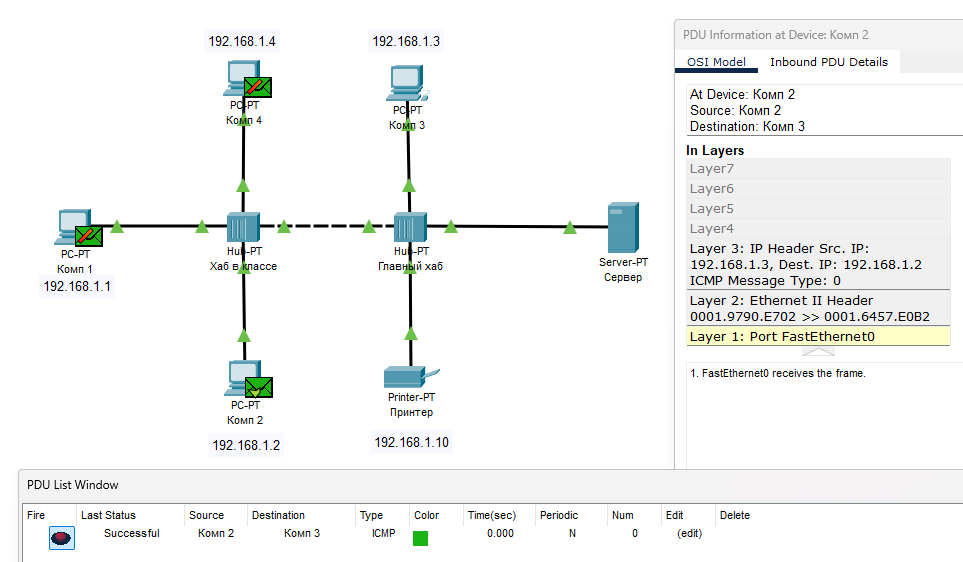 192.168.1.4
192.168.1.3
PC-PT
Комп 4
PC-PT
Комп 3
PC-PT
Комп 1
192.168.1.1
Hub-PT
Хаб в классе
Hub-PT
Главный хаб
Server-PT
Сервер
PC-PT
Комп 2
192.168.1.2
Printer-PT
Принтер
192.168.1.10
PDU Information at Device: Комп 2
OSI Model Inbound PDU Details
At Device: Комп 2
Source: Комп 2
Destination: Комп 3
In Layers
Layer7
Layer6
Layer5
Layer4
Layer 3: IP Header Src. IP:
192.168.1.3, Dest. IP: 192.168.1.2
ICMP Message Type: 0
Layer 2: Ethernet II Header
0001.9790.E702 >> 0001.6457.E0B2
Layer 1: Port FastEthernet0
1. FastEthernet0 receives the frame.
PDU List Window
Fire Last Status Source Destination Type Color Time(sec) Periodic Num Edit Delete
Successful Комп 2 Комп 3 ICMP 0.000 N 0 (edit)